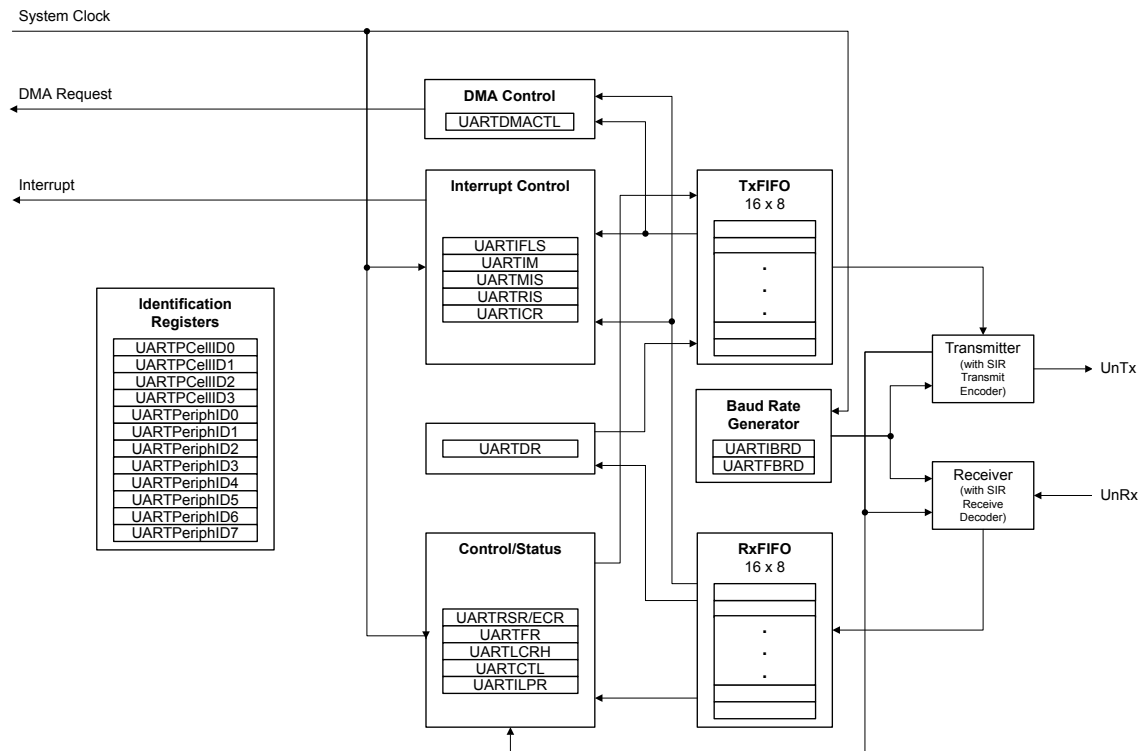 System Clock
DMA Request
DMA Control
UARTDMACTL
Interrupt
Interrupt Control
UARTIFLS
UARTIM
UARTMIS
UARTRIS
UARTICR
TxFIFO
16 x 8
.
.
.
Identification
Registers
UARTPCellID0
UARTPCellID1
UARTPCellID2
UARTPCellID3
UARTPeriphID0
UARTPeriphID1
UARTPeriphID2
UARTPeriphID3
UARTPeriphID4
UARTPeriphID5
UARTPeriphID6
UARTPeriphID7
Transmitter
(with SIR
Transmit
Encoder)
UnTx
Baud Rate
Generator
UARTIBRD
UARTFBRD
UARTDR
Receiver
(with SIR
Receive
Decoder)
UnRx
Control/Status
UARTRSR/ECR
UARTFR
UARTLCRH
UARTCTL
UARTILPR
RxFIFO
16 x 8
.
.
.